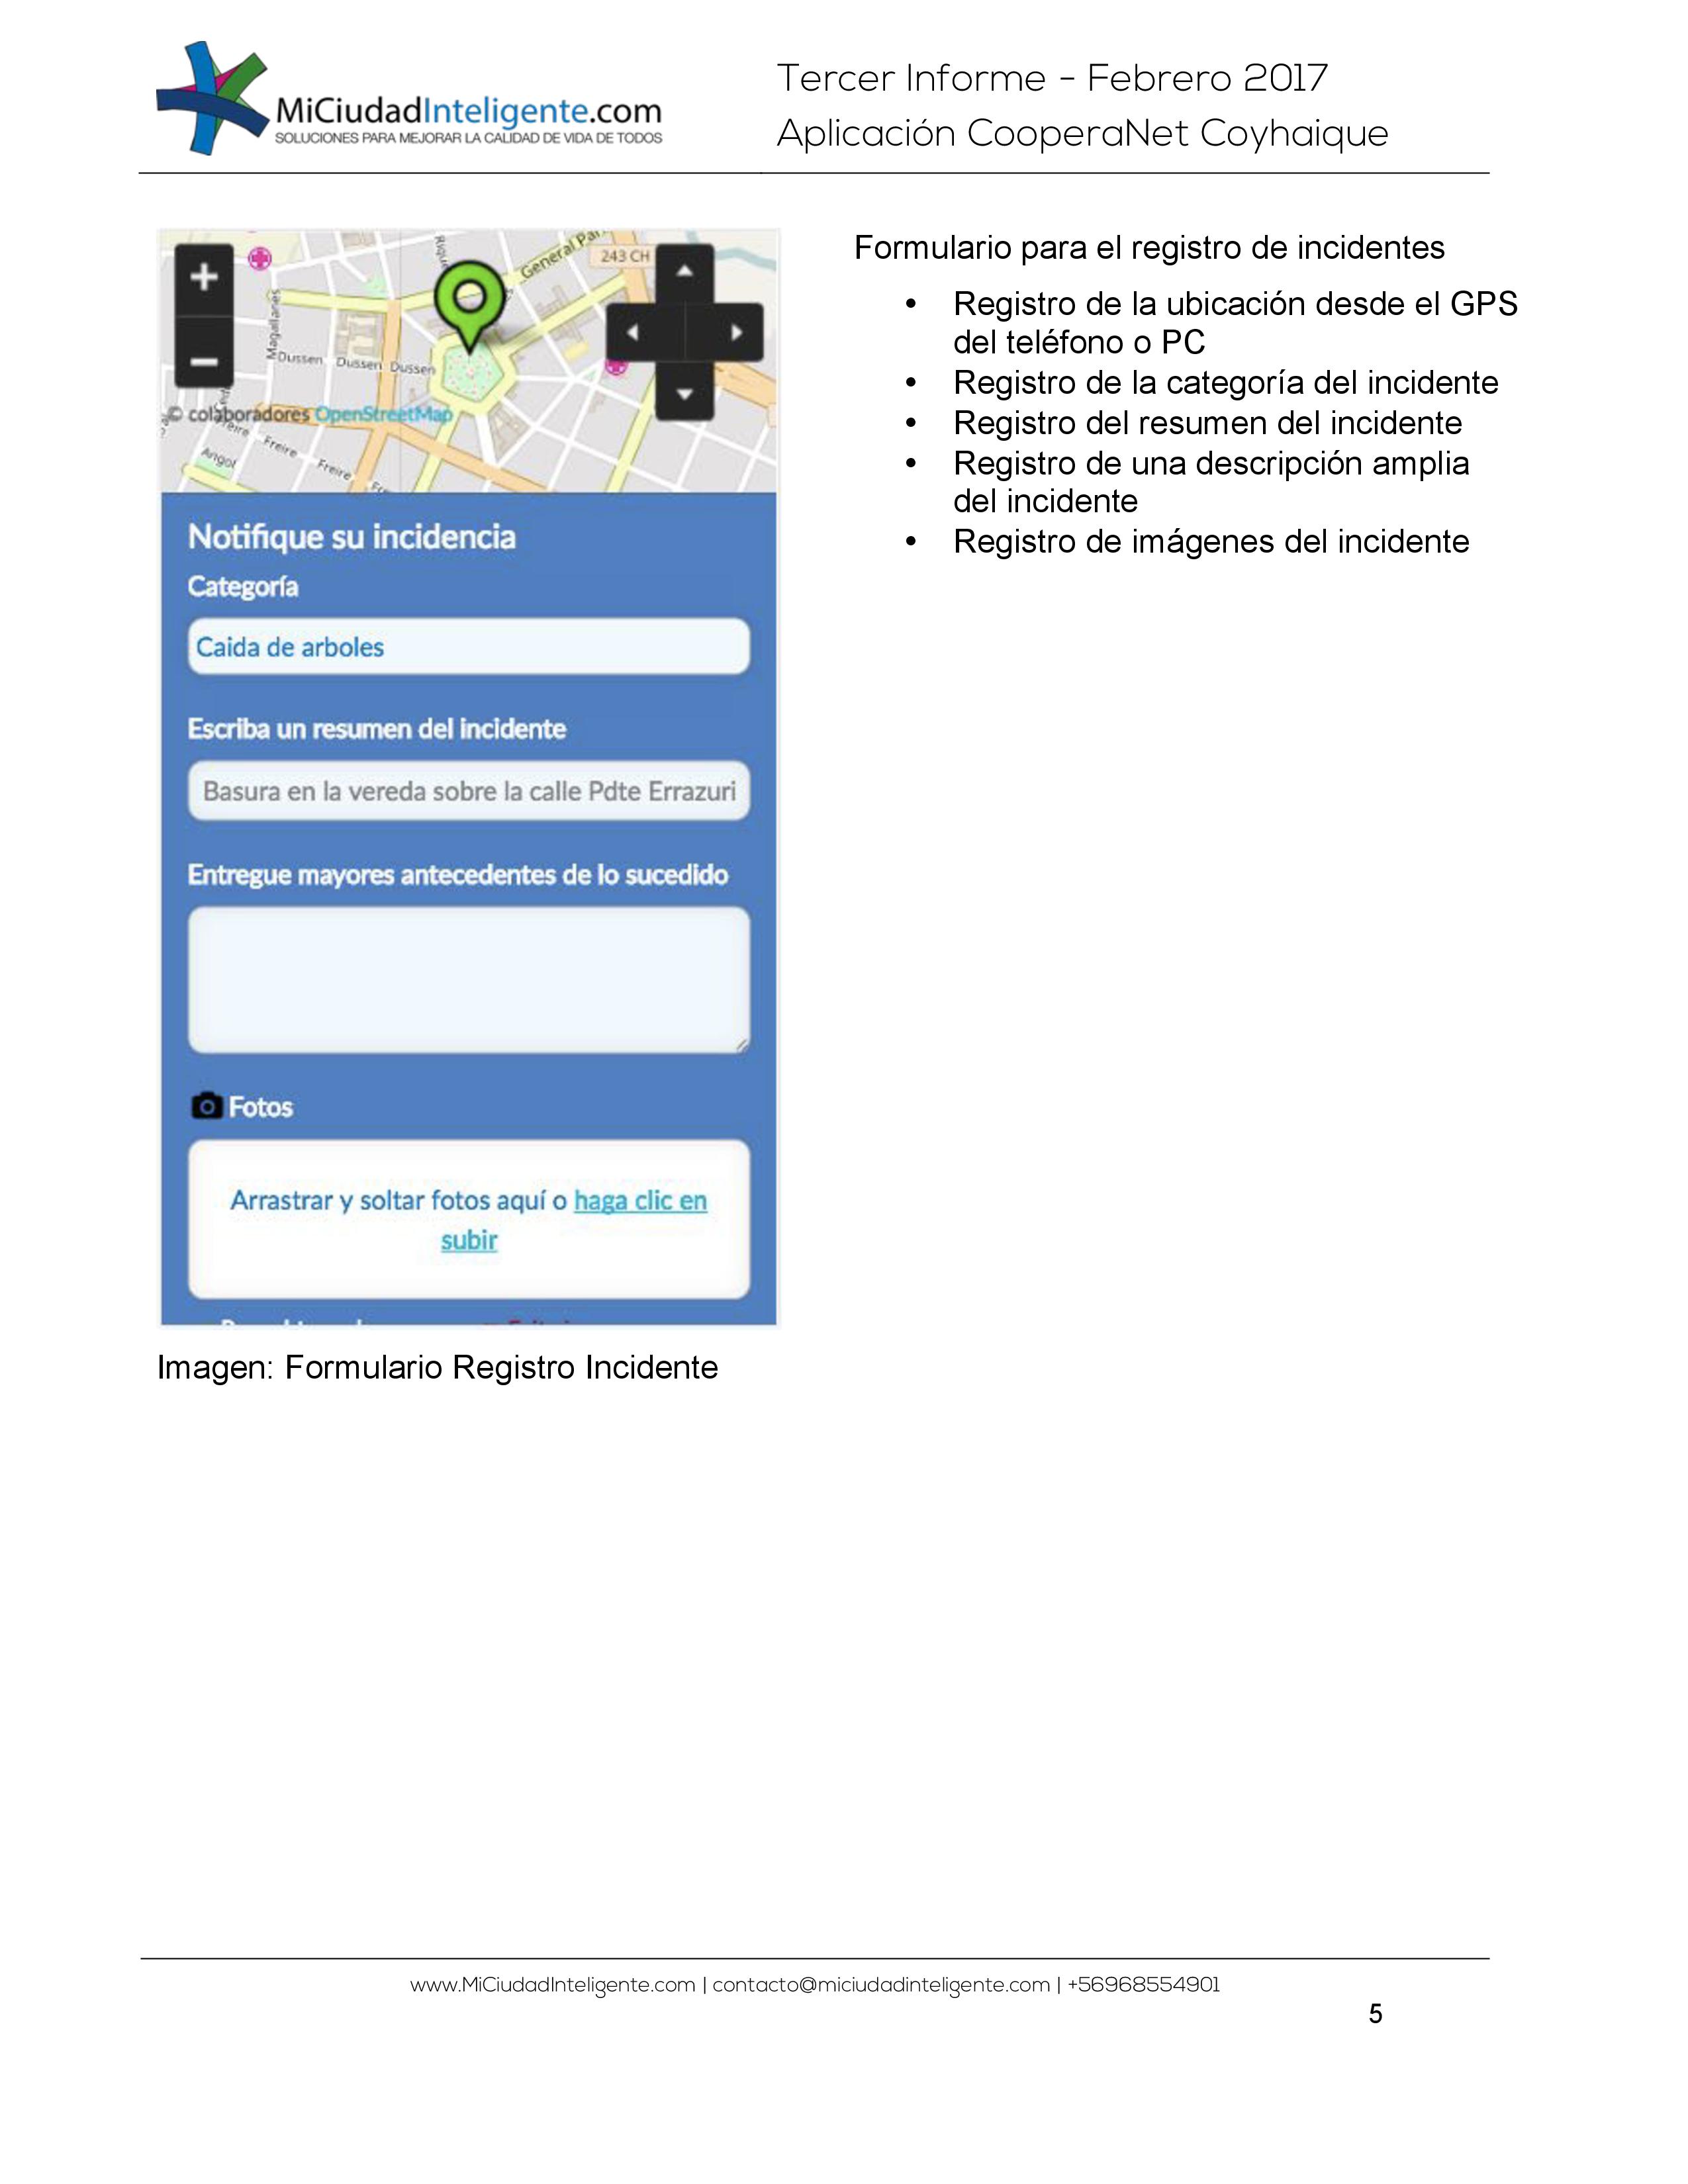 MiCiudadInteligente.com
SOLUCIONES PARA MEJORAR LA CALIDAD DE VIDA DE TODOS
Tercer Informe - Febrero 2017
Aplicación CooperaNet Coyhaique
General Par
243 CH
Magallanes
Dussen Dussen Dussen
© colaboradores OpenStreetMap
Freire Freire
Angol
Notifique su incidencia
Categoría
Caida de arboles
Escriba un resumen del incidente
Basura en la vereda sobre la calle Pdte Errazuri
Entregue mayores antecedentes de lo sucedido
Fotos
Arrastrar y soltar fotos aquí o haga clic en
subir
Imagen: Formulario Registro Incidente
Formulario para el registro de incidentes
• Registro de la ubicación desde el GPS
del teléfono o PC
• Registro de la categoría del incidente
• Registro del resumen del incidente
• Registro de una descripción amplia
del incidente
• Registro de imágenes del incidente
www.MiCiudadInteligente.com | contacto@miciudadinteligente.com | +56968554901
5